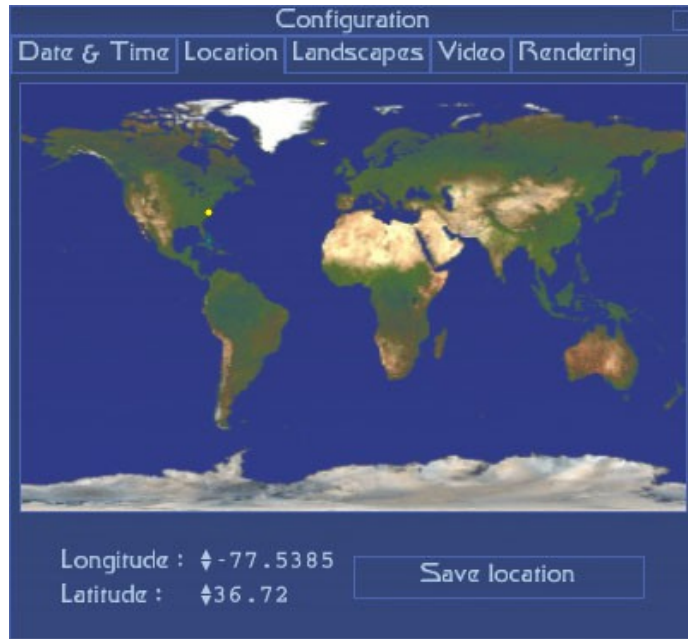 Configuration
Date & Time Location Landscapes Video Rendering
Longitude : -77.5385
Latitude : 36.72
Save location